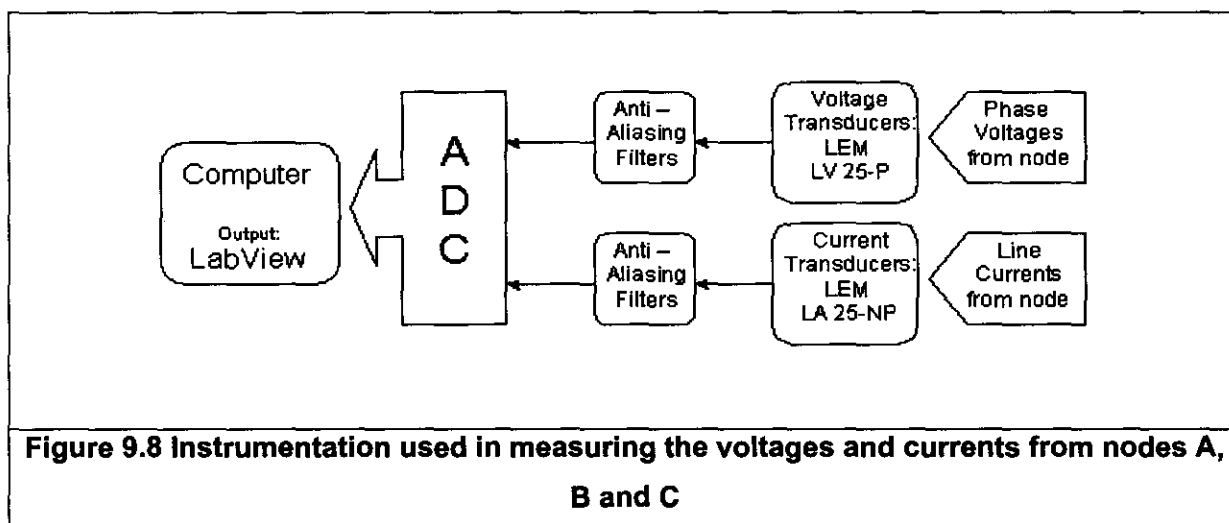 Computer
Output:
LabView
A
D
C
Anti –
Aliasing
Filters
Voltage
Transducers:
LEM
LV 25-P
Phase
Voltages
from node
Anti –
Aliasing
Filters
Current
Transducers:
LEM
LA 25-NP
Line
Currents
from node
Figure 9.8 Instrumentation used in measuring the voltages and currents from nodes A,
B and C